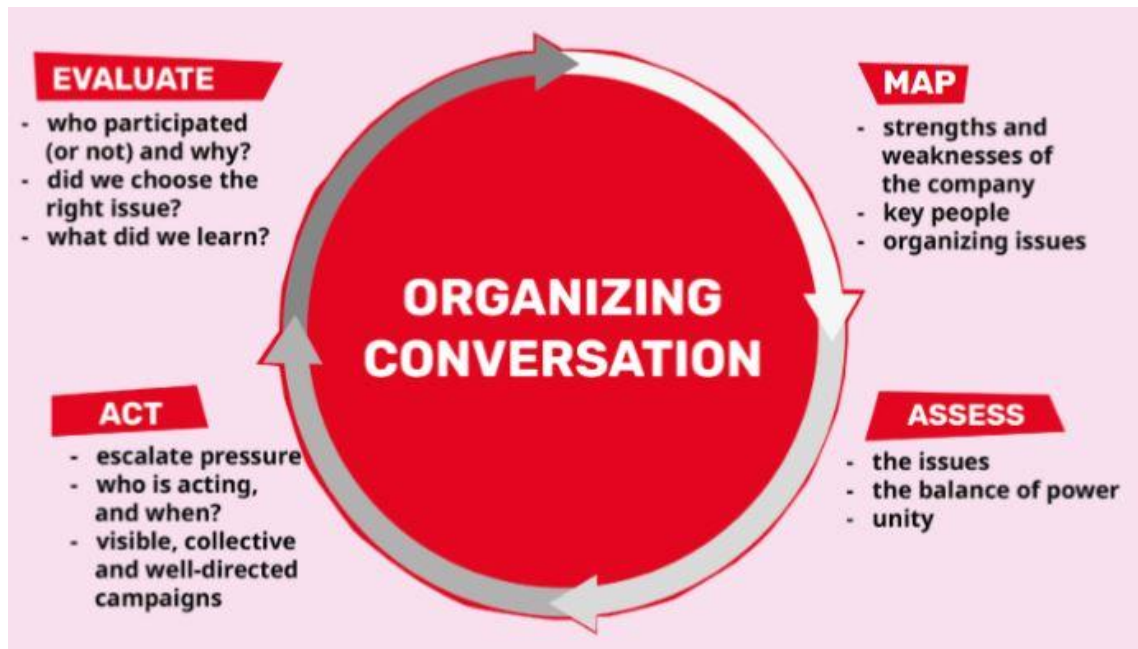 EVALUATE
- who participated
(or not) and why?
- did we choose the
right issue?
- what did we learn?
MAP
- strengths and
weaknesses of
the company
- key people
- organizing issues
ORGANIZING
CONVERSATION
ACT
- escalate pressure
- who is acting,
and when?
- visible, collective
and well-directed
campaigns
ASSESS
- the issues
- the balance of power
- unity